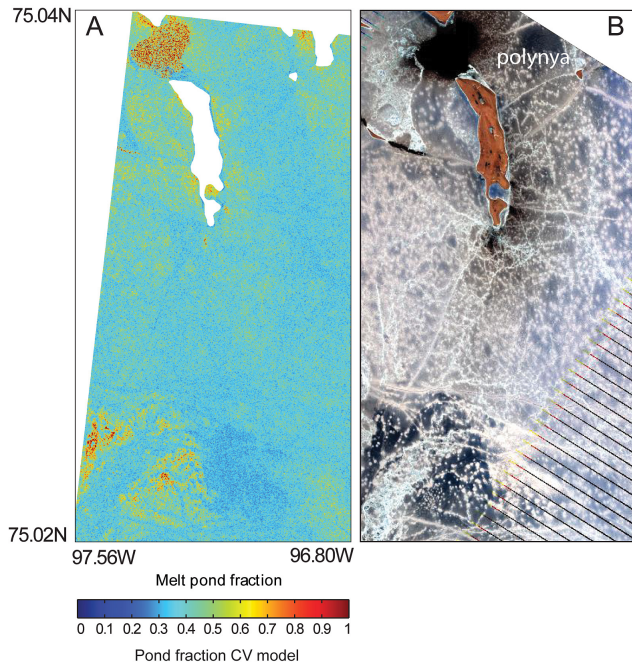 75.04N
A
B
polynya
75.02N
97.56W
96.80W
Melt pond fraction
0 0.1 0.2 0.3 0.4 0.5 0.6 0.7 0.8 0.9 1
Pond fraction CV model